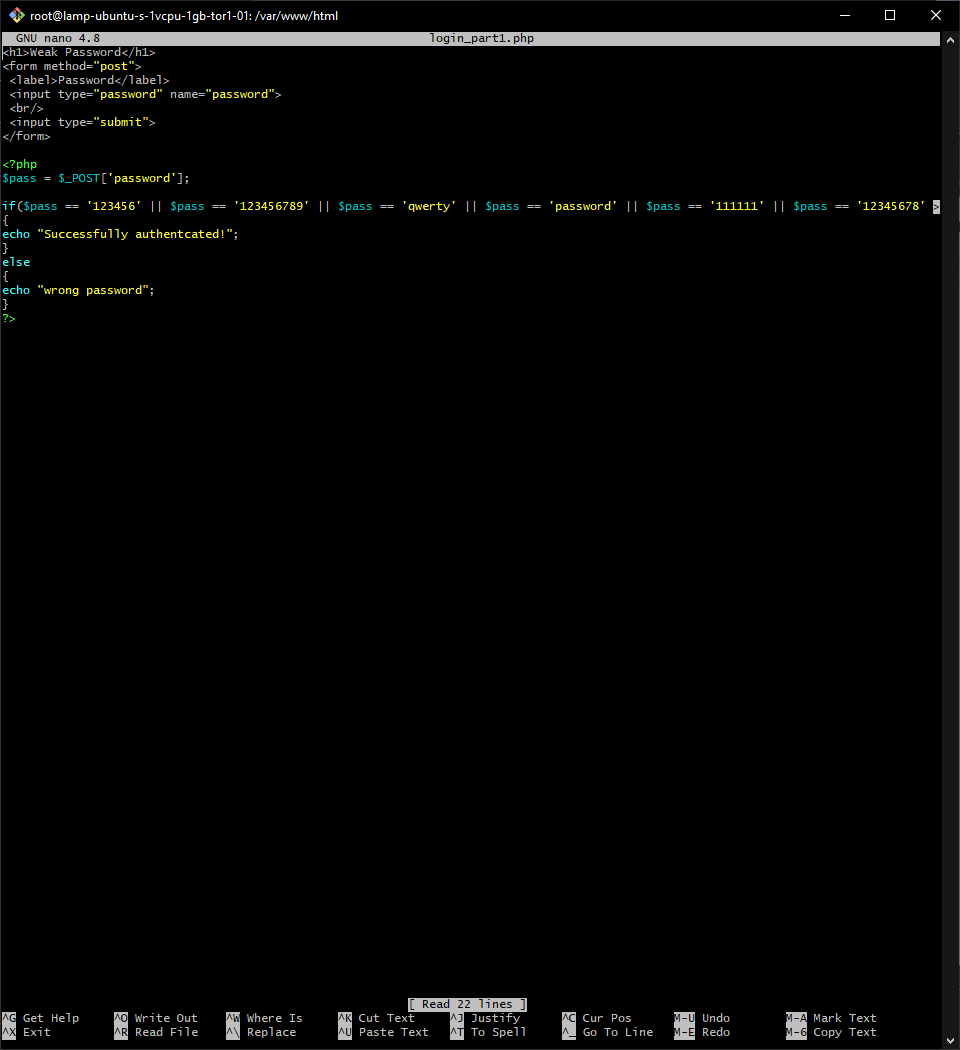 root@lamp-ubuntu-s-1vcpu-1gb-tor1-01: /var/www/html
GNU nano 4.8 login_part1.php
<h1>Weak Password</h1>
<form method="post">
 <label>Password</label>
 <input type="password" name="password">
 <br/>
 <input type="submit">
</form>

<?php
$pass = $_POST['password'];

if($pass == '123456' || $pass == '123456789' || $pass == 'qwerty' || $pass == 'password' || $pass == '111111' || $pass == '12345678' >
{
echo "Successfully authentcated!";
}
else
{
echo "wrong password";
}
?>
[ Read 22 lines ]
^G Get Help ^O Write Out ^W Where Is ^K Cut Text ^J Justify ^C Cur Pos M-U Undo M-A Mark Text
^X Exit ^R Read File ^\ Replace ^U Paste Text ^T To Spell ^_ Go To Line M-E Redo M-6 Copy Text